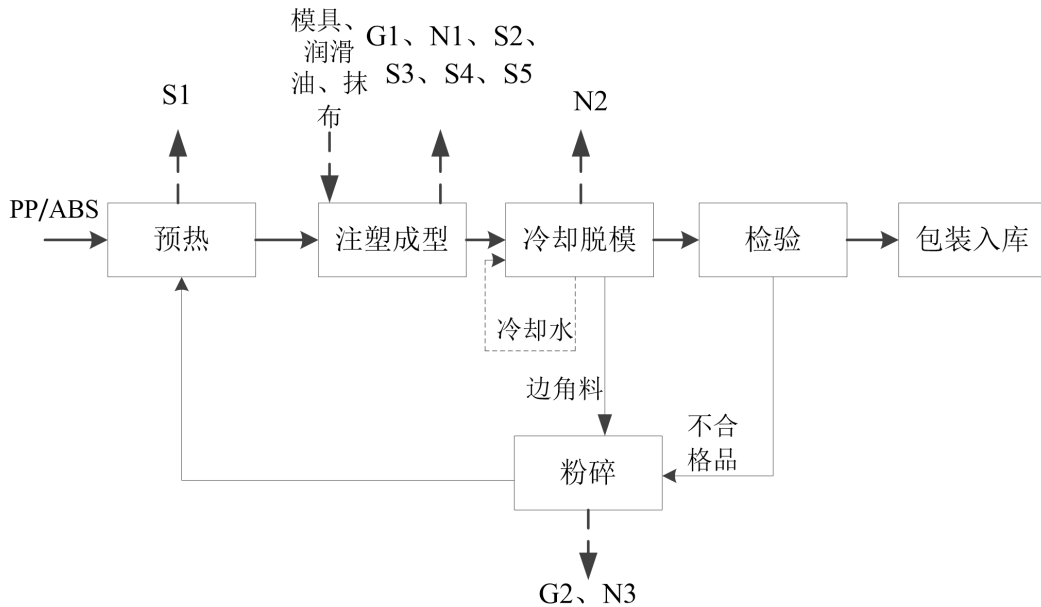 模具、
润滑
油、抹
布
G1、N1、S2、
S3、S4、S5
S1
N2
PP/ABS
预热
注塑成型
冷却脱模
检验
包装入库
冷却水
边角料
不合
格品
粉碎
G2、N3